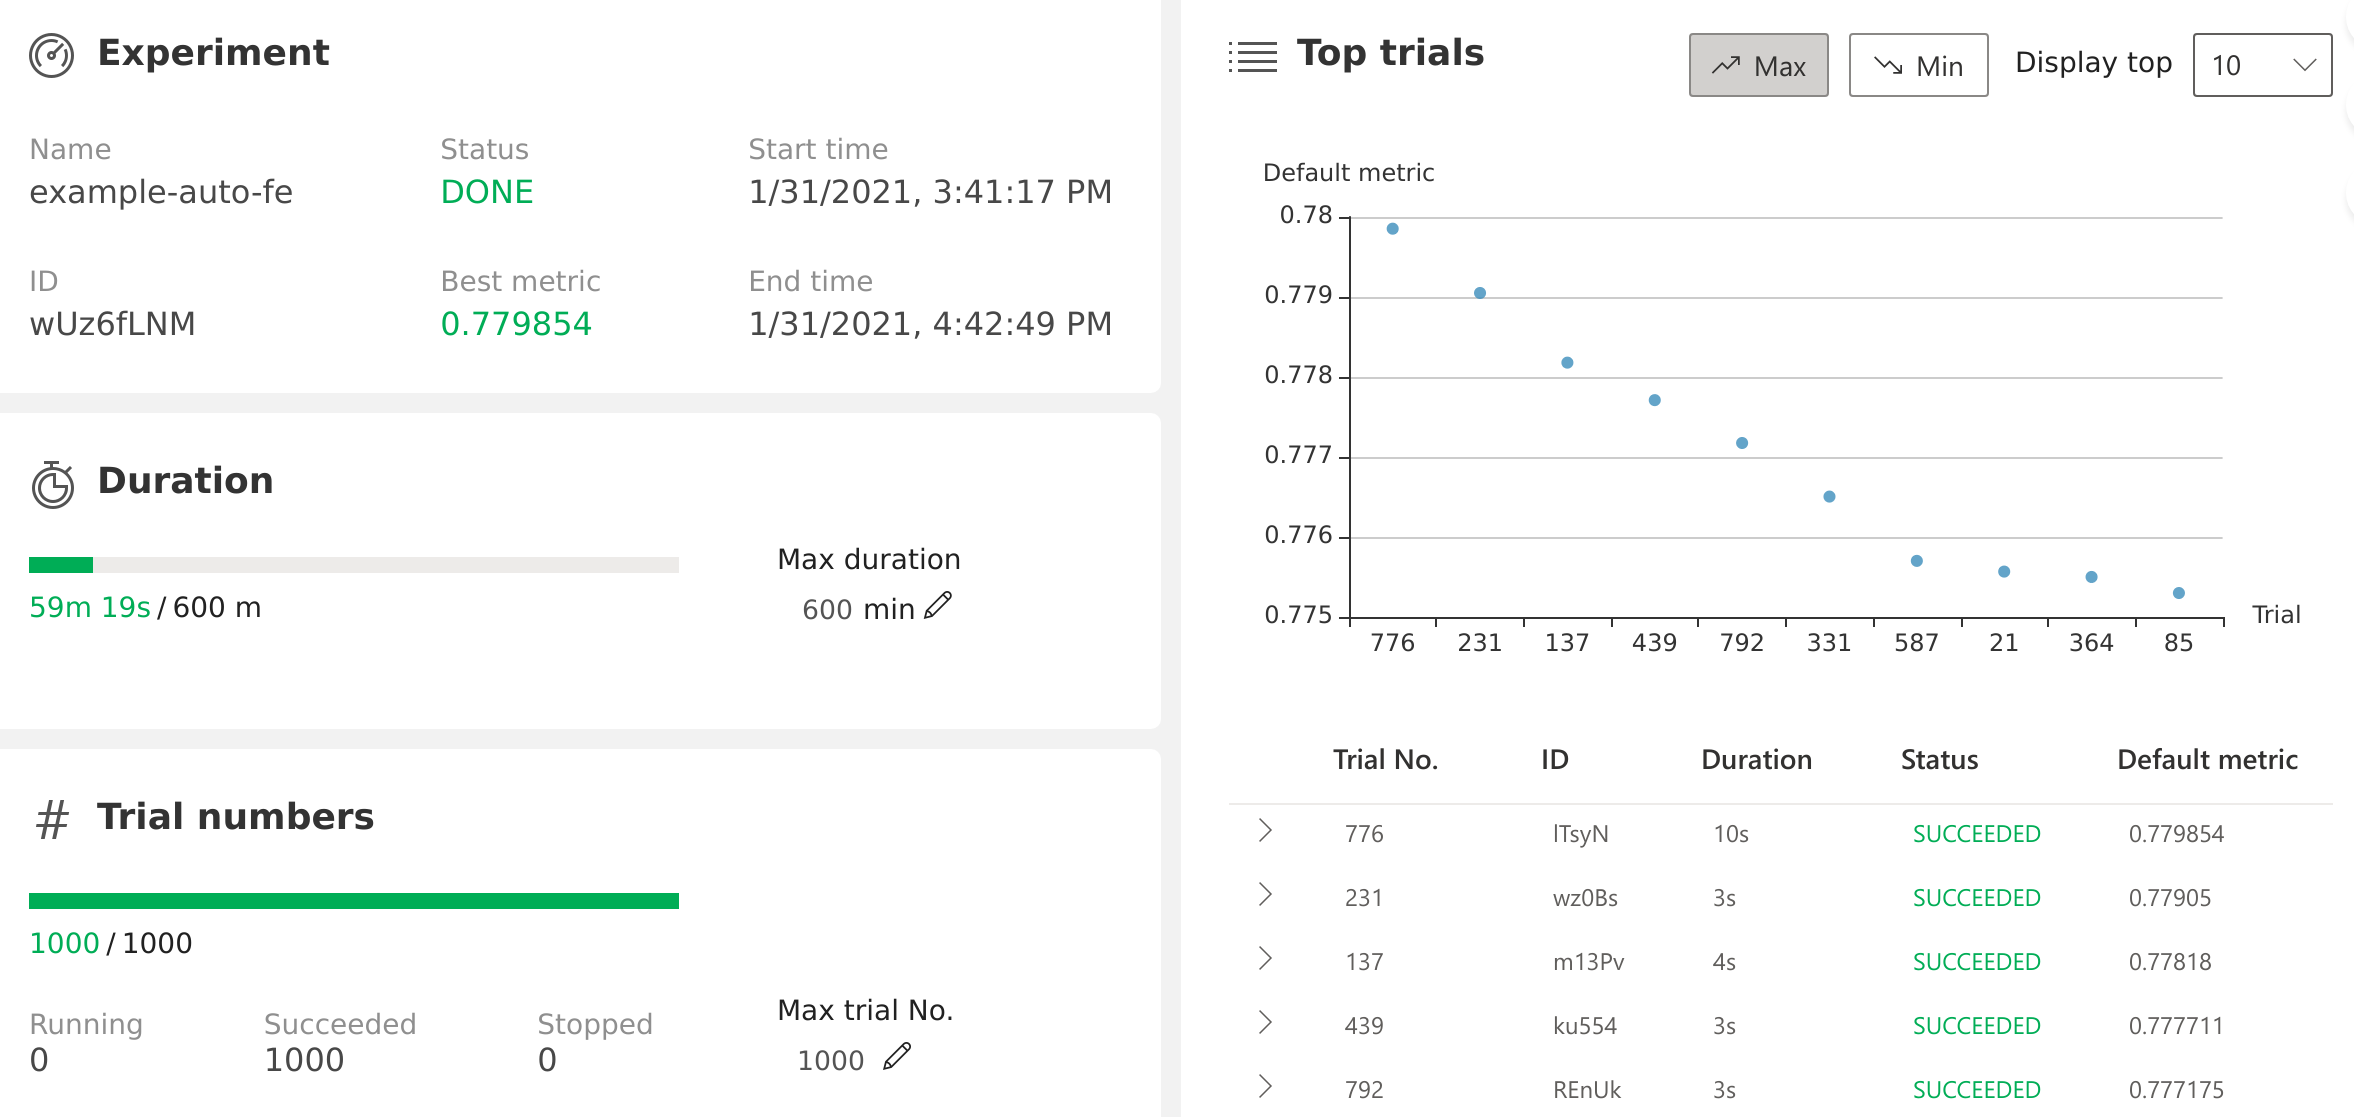 Experiment
Name
example-auto-fe
Status
DONE
Start time
1/31/2021, 3:41:17 PM
ID
wUz6fLNM
Best metric
0.779854
End time
1/31/2021, 4:42:49 PM
Duration
59m 19s / 600 m
Max duration
600 min
# Trial numbers
1000 / 1000
Running
0
Succeeded
1000
Stopped
0
Max trial No.
1000
Top trials
Max
Min
Display top
10
Default metric
0.78
0.779
0.778
0.777
0.776
0.775
776 231 137 439 792 331 587 21 364 85
Trial
Trial No. ID Duration Status Default metric
776 lTsyN 10s SUCCEEDED 0.779854
231 wz0Bs 3s SUCCEEDED 0.77905
137 m13Pv 4s SUCCEEDED 0.77818
439 ku554 3s SUCCEEDED 0.777711
792 REnUk 3s SUCCEEDED 0.777175